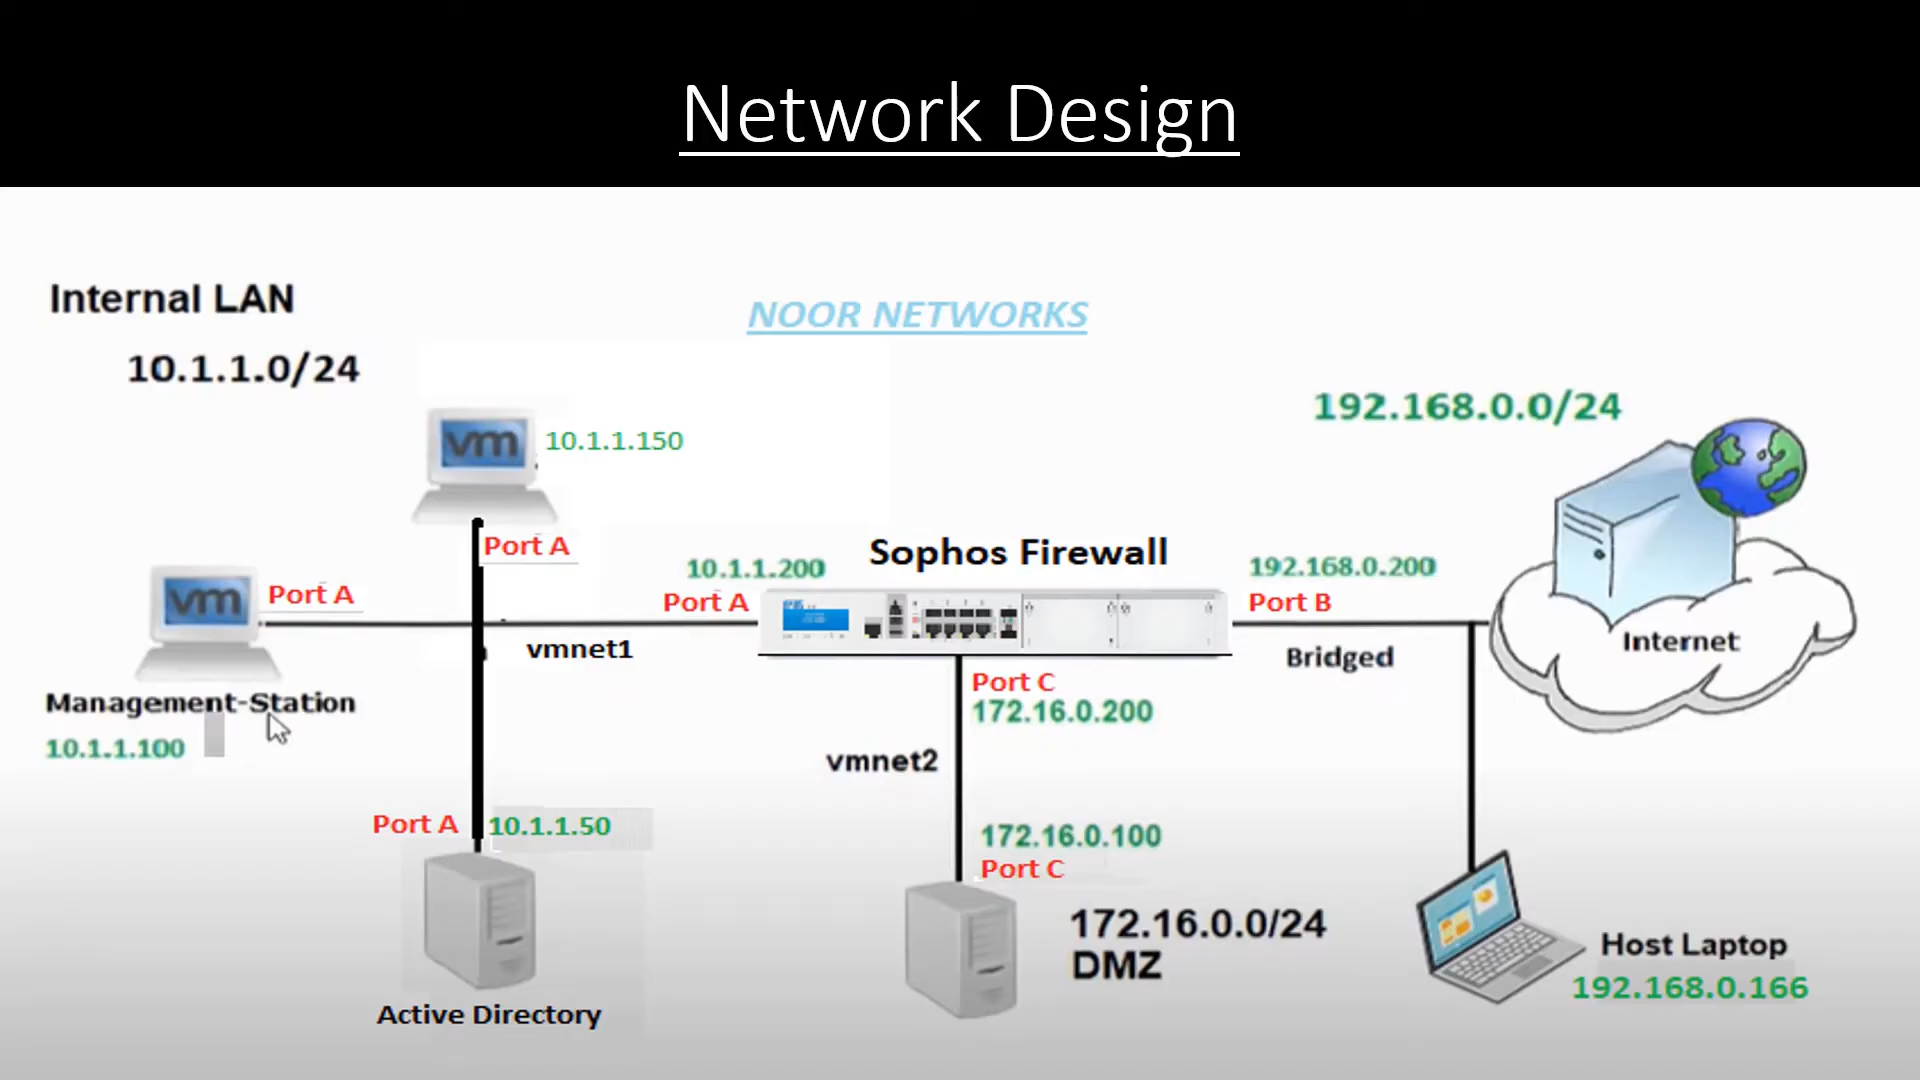 Network Design
Internal LAN
10.1.1.0/24
NOOR NETWORKS
192.168.0.0/24
vm
10.1.1.150
Port A
vm
Port A
10.1.1.200
Port A
Sophos Firewall
192.168.0.200
Port B
vmnet1
Bridged
Internet
Management-Station
10.1.1.100
Port C
172.16.0.200
vmnet2
Port A
10.1.1.50
172.16.0.100
Port C
172.16.0.0/24
DMZ
Host Laptop
192.168.0.166
Active Directory